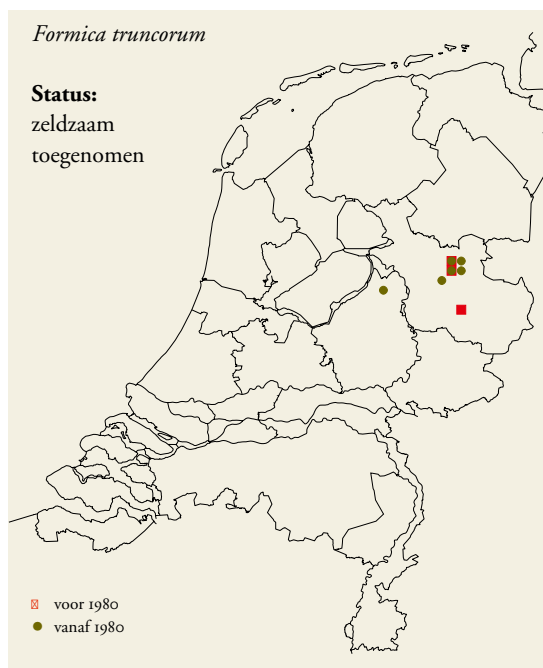 Formica truncorum
Status:
zeldzaam
toegenomen
voor 1980
vanaf 1980